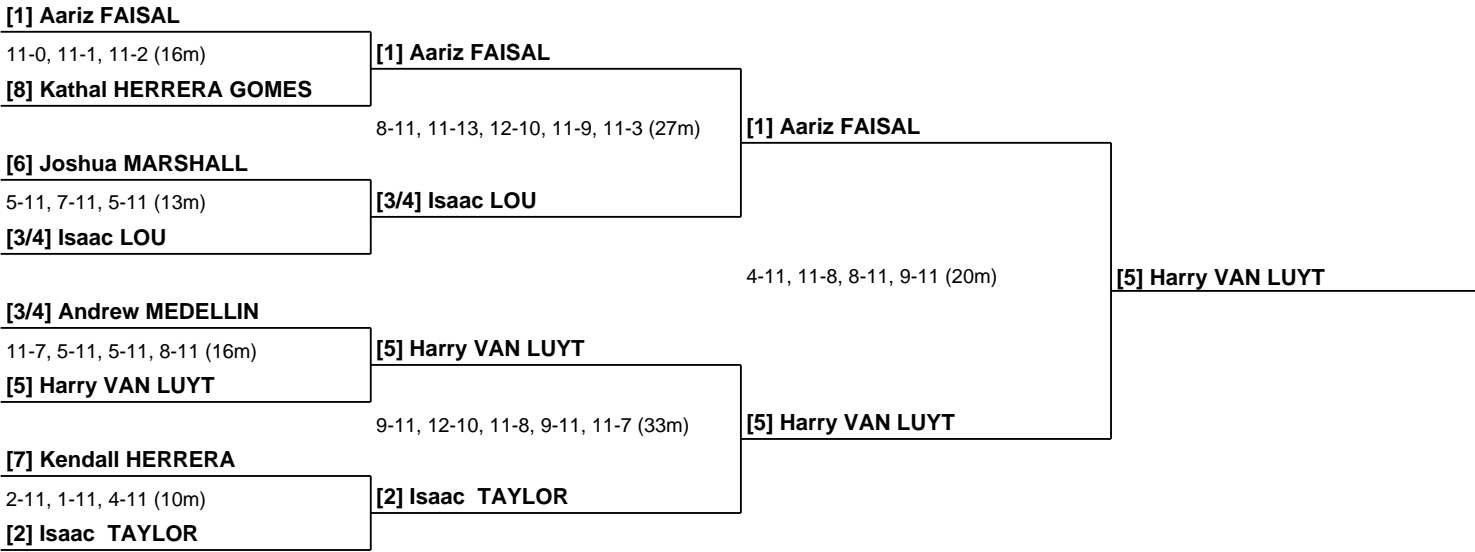 [1] Aariz FAISAL
11-0, 11-1, 11-2 (16m)
[8] Kathal HERRERA GOMES
[6] Joshua MARSHALL
5-11, 7-11, 5-11 (13m)
[3/4] Isaac LOU
[3/4] Andrew MEDELLIN
11-7, 5-11, 5-11, 8-11 (16m)
[5] Harry VAN LUYT
[7] Kendall HERRERA
2-11, 1-11, 4-11 (10m)
[2] Isaac  TAYLOR
[1] Aariz FAISAL
8-11, 11-13, 12-10, 11-9, 11-3 (27m)
[3/4] Isaac LOU
[5] Harry VAN LUYT
9-11, 12-10, 11-8, 9-11, 11-7 (33m)
[2] Isaac  TAYLOR
[1] Aariz FAISAL
4-11, 11-8, 8-11, 9-11 (20m)
[5] Harry VAN LUYT
[5] Harry VAN LUYT